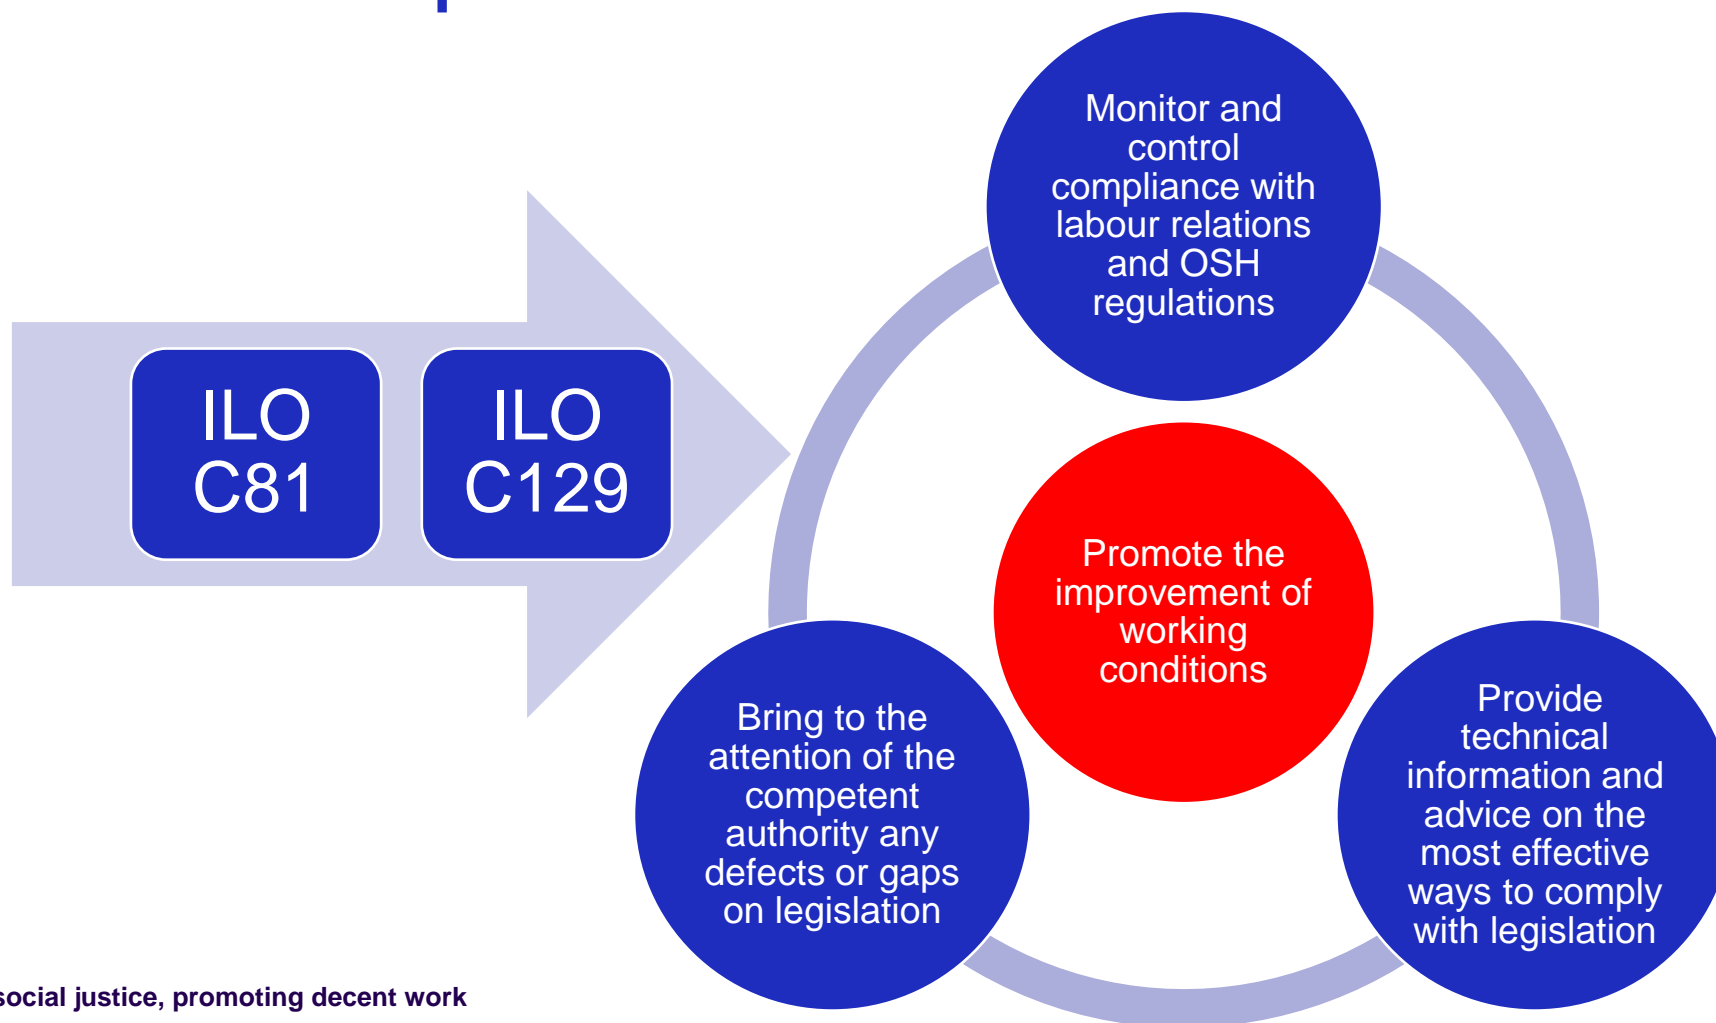 ILO
C81
ILO
C129
Monitor and
control
compliance with
labour relations
and OSH
regulations
Promote the
improvement of
working
conditions
Bring to the
attention of the
competent
authority any
defects or gaps
on legislation
Provide
technical
information and
advice on the
most effective
ways to comply
with legislation
social justice, promoting decent work